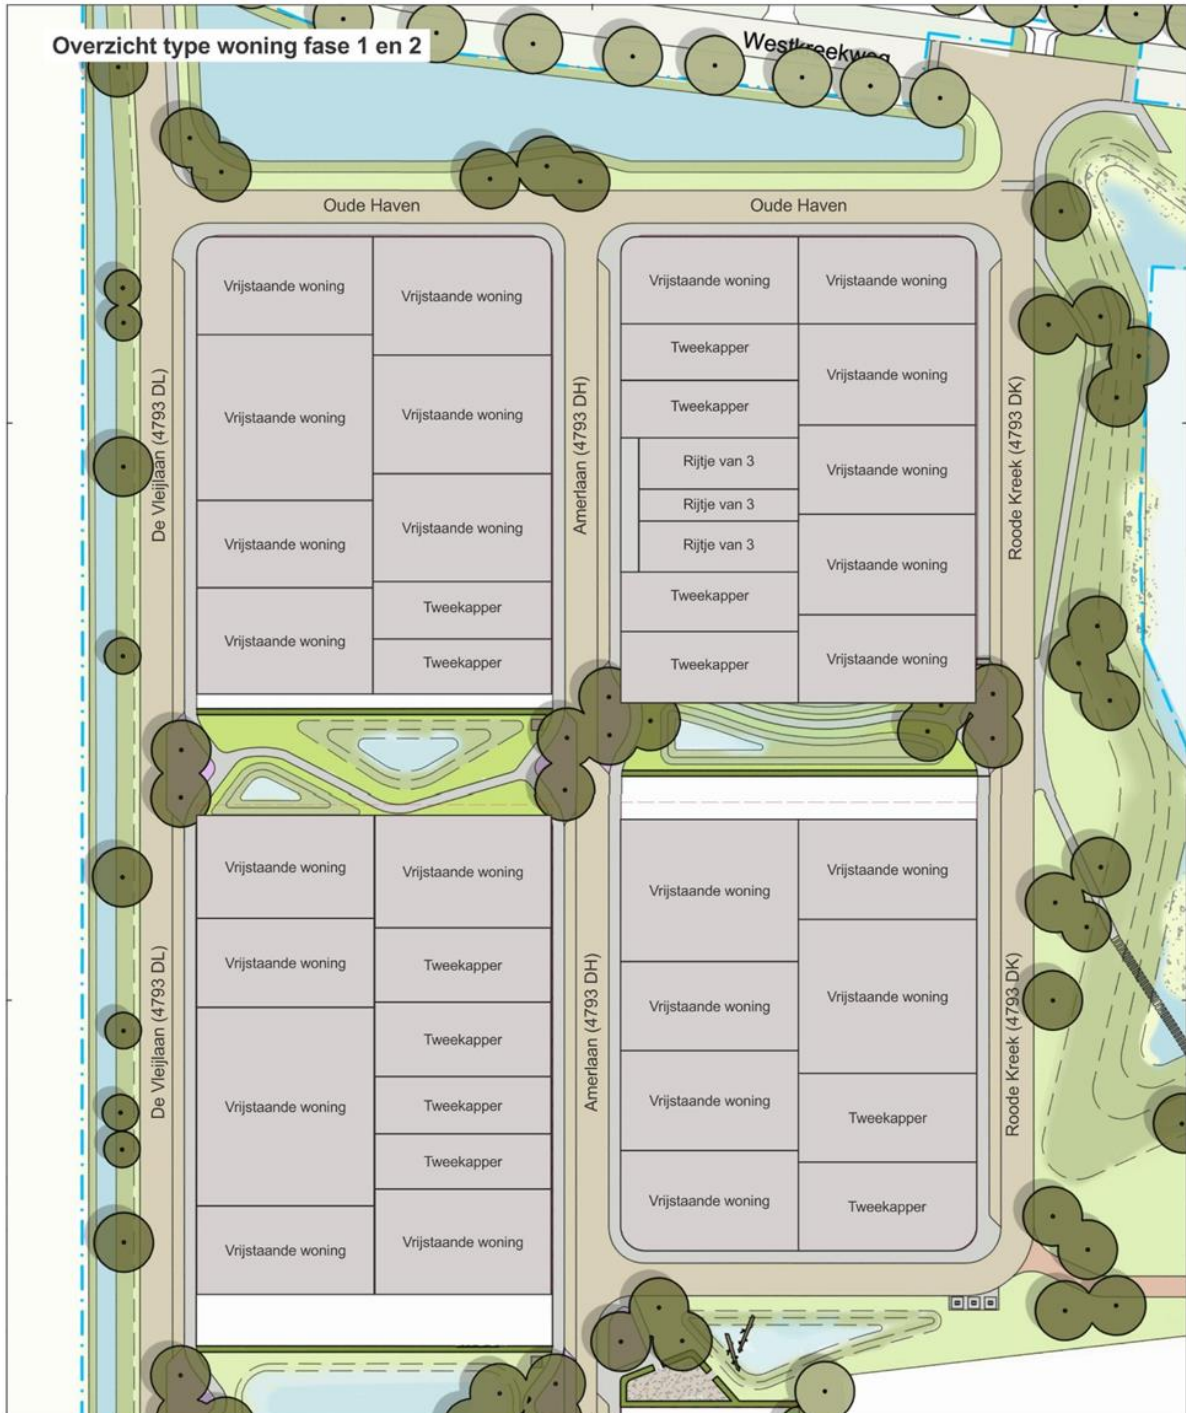 Overzicht type woning fase 1 en 2
Westkreekweg
Oude Haven
Oude Haven
Vrijstaande woning
Vrijstaande woning
Vrijstaande woning
Vrijstaande woning
Vrijstaande woning
Vrijstaande woning
Vrijstaande woning
Tweekapper
Vrijstaande woning
Tweekapper
De Vleijlaan (4793 DL)
Amerlaan (4793 DH)
Vrijstaande woning
Vrijstaande woning
Tweekapper
Vrijstaande woning
Tweekapper
Rijtje van 3
Vrijstaande woning
Rijtje van 3
Rijtje van 3
Vrijstaande woning
Tweekapper
Tweekapper
Vrijstaande woning
Roode Kreek (4793 DK)
Vrijstaande woning
Vrijstaande woning
Vrijstaande woning
Tweekapper
Tweekapper
Vrijstaande woning
Tweekapper
Tweekapper
Vrijstaande woning
Vrijstaande woning
De Vleijlaan (4793 DL)
Amerlaan (4793 DH)
Vrijstaande woning
Vrijstaande woning
Vrijstaande woning
Vrijstaande woning
Vrijstaande woning
Tweekapper
Vrijstaande woning
Tweekapper
Roode Kreek (4793 DK)